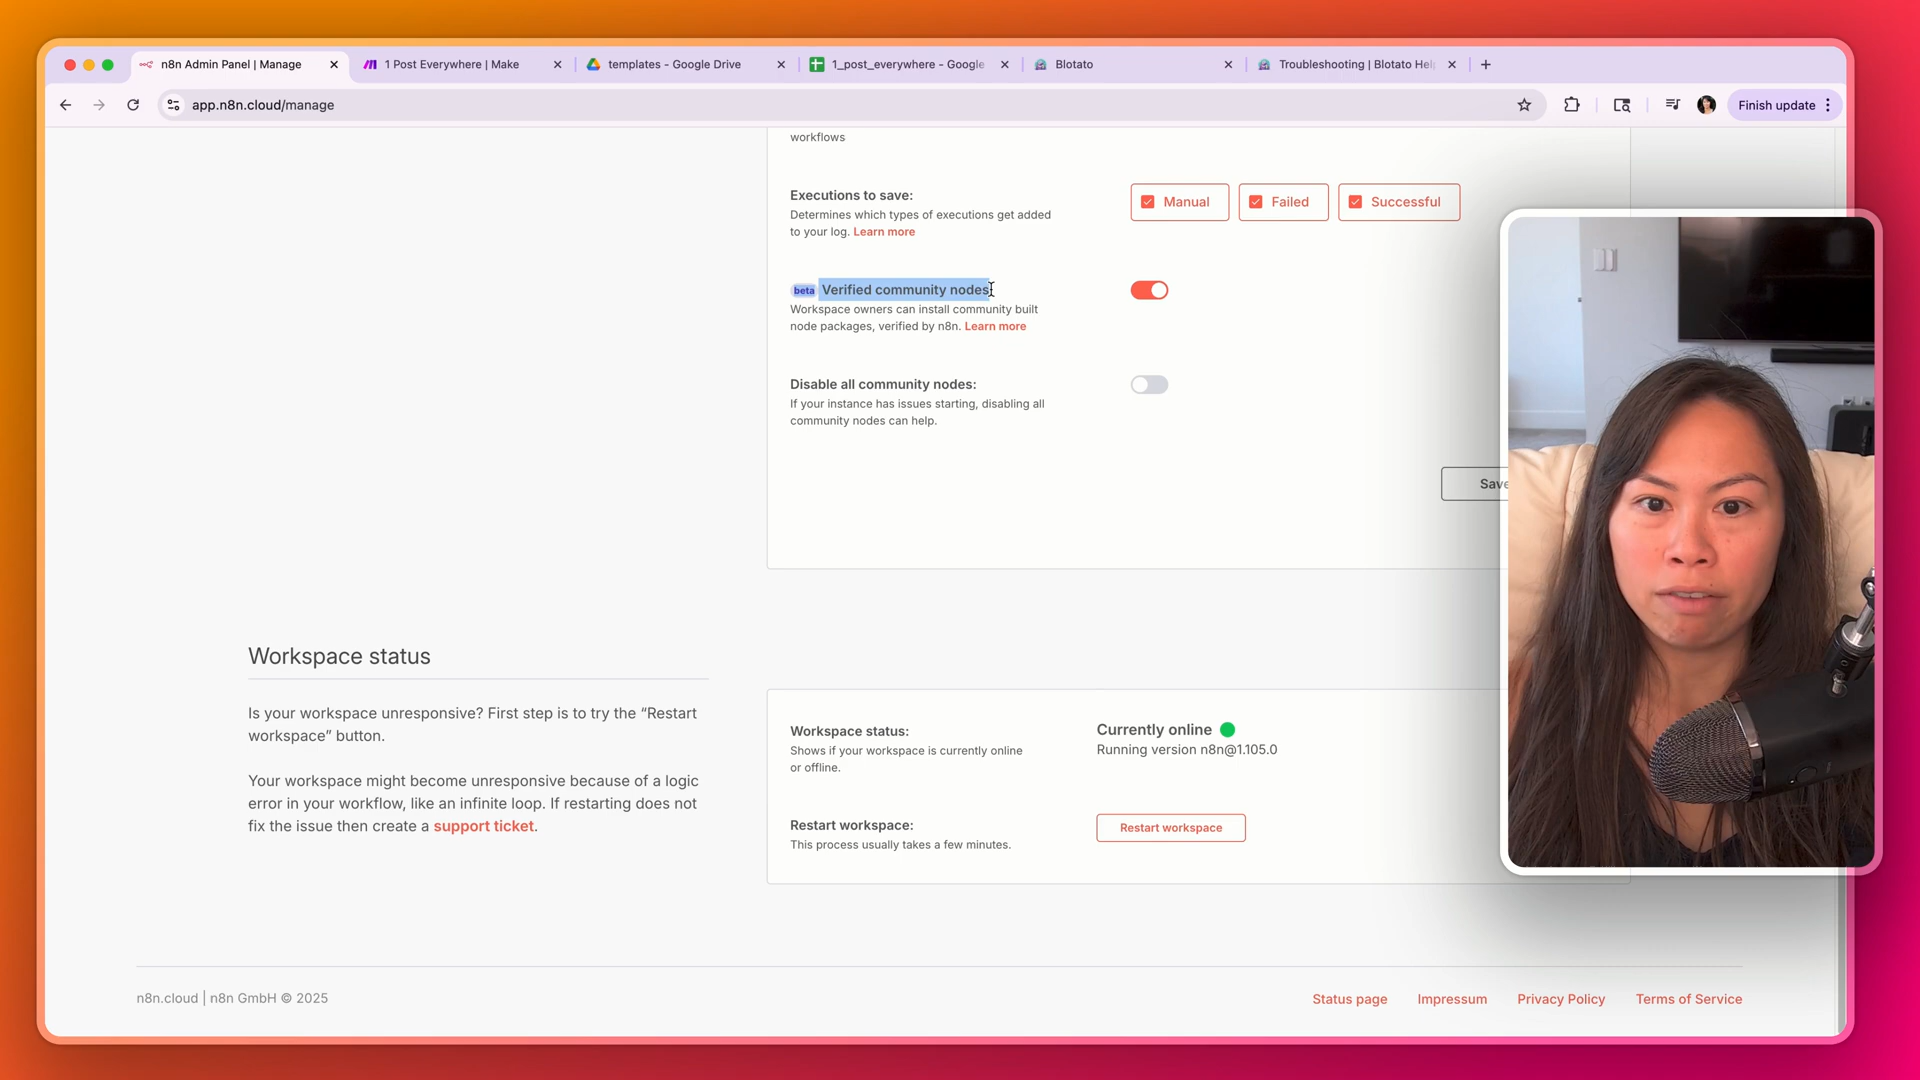 n8n Admin Panel | Manage
1 Post Everywhere | Make
templates - Google Drive
1_post_everywhere - Google
Blotato
Troubleshooting | Blotato Hel
app.n8n.cloud/manage
Finish update
workflows
Executions to save:
Determines which types of executions get added
to your log. Learn more
Manual
Failed
Successful
beta Verified community nodes:
Workspace owners can install community built
node packages, verified by n8n. Learn more
Disable all community nodes:
If your instance has issues starting, disabling all
community nodes can help.
Save
Workspace status
Is your workspace unresponsive? First step is to try the “Restart
workspace” button.
Your workspace might become unresponsive because of a logic
error in your workflow, like an infinite loop. If restarting does not
fix the issue then create a support ticket.
Workspace status:
Shows if your workspace is currently online
or offline.
Currently online
Running version n8n@1.105.0
Restart workspace:
This process usually takes a few minutes.
Restart workspace
n8n.cloud | n8n GmbH © 2025
Status page
Impressum
Privacy Policy
Terms of Service